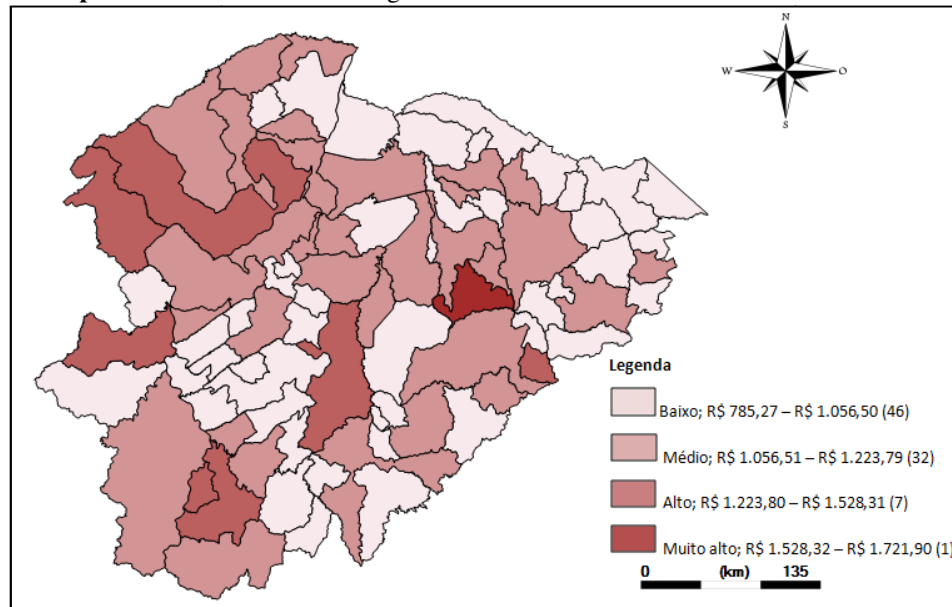 N
W
O
S
Legenda
Baixo; R$ 785,27 – R$ 1.056,50 (46)
Médio; R$ 1.056,51 – R$ 1.223,79 (32)
Alto; R$ 1.223,80 – R$ 1.528,31 (7)
Muito alto; R$ 1.528,32 – R$ 1.721,90 (1)
0 (km) 135